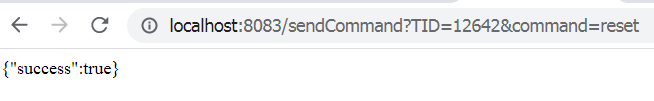 localhost:8083/sendCommand?TID=12642&command=reset
{"success":true}